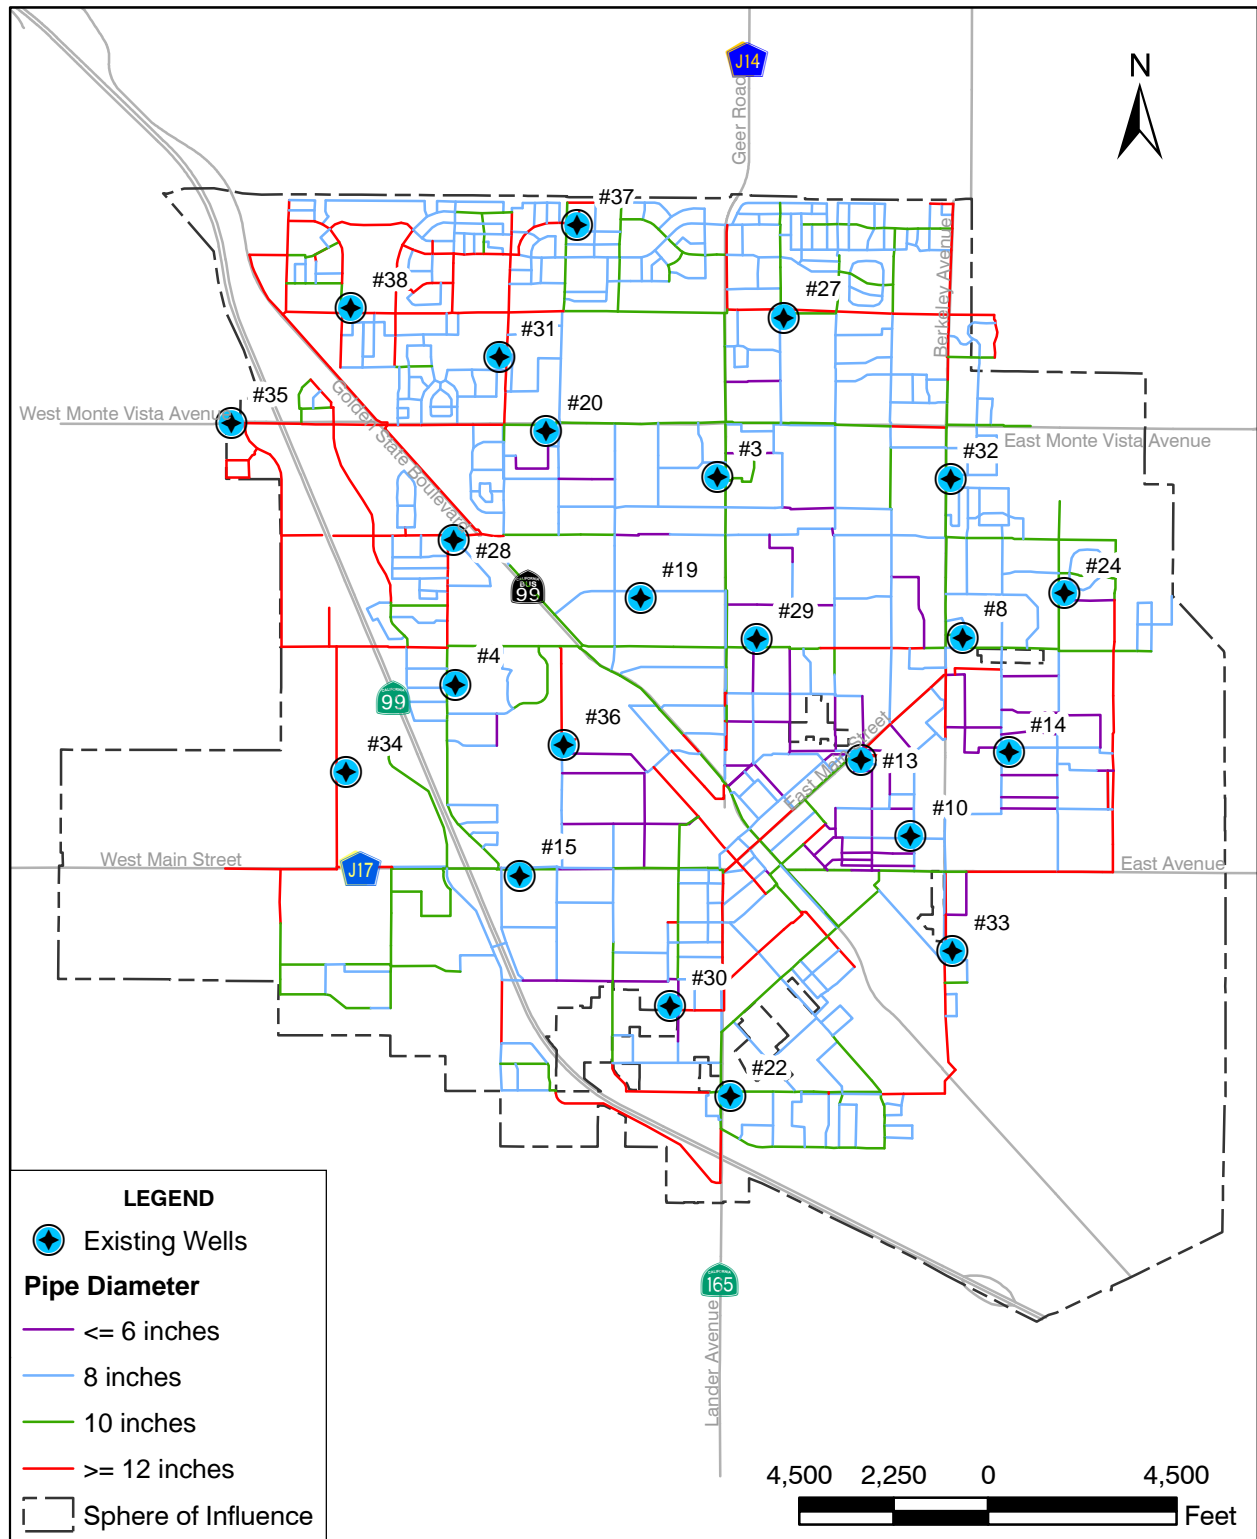 J14
N
Geer Road
#37
Berkeley Avenue
#38
#27
#31
#35
West Monte Vista Avenue
Golden State Boulevard
#20
East Monte Vista Avenue
#3
#32
#28
CALIFORNIA
BUS
99
#19
#24
#29
#8
#4
CALIFORNIA
99
#36
#14
#34
East Main Street
#13
#10
West Main Street
J17
#15
East Avenue
#33
#30
#22
LEGEND
Existing Wells
Pipe Diameter
<= 6 inches
8 inches
10 inches
>= 12 inches
Sphere of Influence
CALIFORNIA
165
Lander Avenue
4,500 2,250 0 4,500
Feet